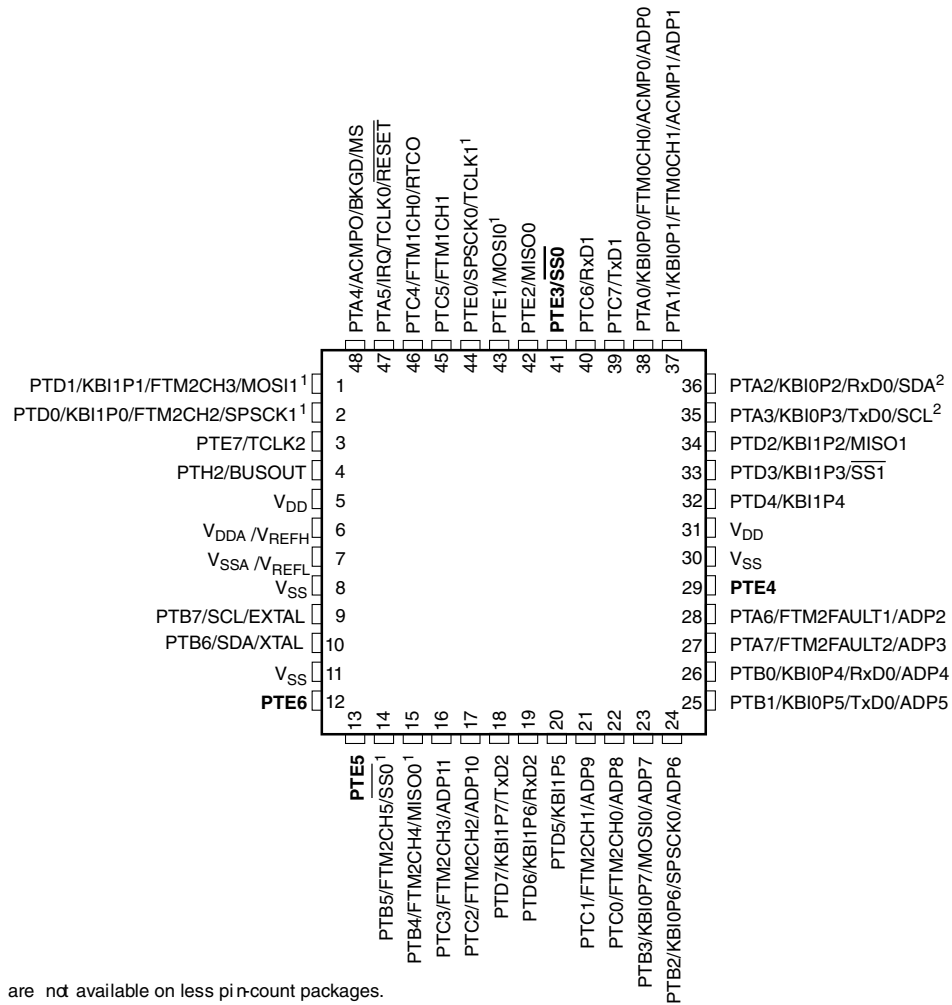 PTA4/ACMPO/BKGD/MS
PTA5/IRQ/TCLK0/RESET
PTC4/FTM1CH0/RTCO
PTC5/FTM1CH1
PTE0/SPSCK0/TCLK1¹
PTE1/MOSI0¹
PTE2/MISO0
PTE3/SS0
PTC6/RxD1
PTC7/TxD1
PTA0/KBI0P0/FTM0CH0/ACMP0/ADP0
PTA1/KBI0P1/FTM0CH1/ACMP1/ADP1
48 47 46 45 44 43 42 41 40 39 38 37
PTD1/KBI1P1/FTM2CH3/MOSI1¹ 1
PTD0/KBI1P0/FTM2CH2/SPSCK1¹ 2
PTE7/TCLK2 3
PTH2/BUSOUT 4
VDD 5
VDDA /VREFH 6
VSSA /VREFL 7
VSS 8
PTB7/SCL/EXTAL 9
PTB6/SDA/XTAL 10
VSS 11
PTE6 12
36 PTA2/KBI0P2/RxD0/SDA²
35 PTA3/KBI0P3/TxD0/SCL²
34 PTD2/KBI1P2/MISO1
33 PTD3/KBI1P3/SS1
32 PTD4/KBI1P4
31 VDD
30 VSS
29 PTE4
28 PTA6/FTM2FAULT1/ADP2
27 PTA7/FTM2FAULT2/ADP3
26 PTB0/KBI0P4/RxD0/ADP4
25 PTB1/KBI0P5/TxD0/ADP5
13 14 15 16 17 18 19 20 21 22 23 24
PTE5
PTB5/FTM2CH5/SS0¹
PTB4/FTM2CH4/MISO0¹
PTC3/FTM2CH3/ADP11
PTC2/FTM2CH2/ADP10
PTD7/KBI1P7/TxD2
PTD6/KBI1P6/RxD2
PTD5/KBI1P5
PTC1/FTM2CH1/ADP9
PTC0/FTM2CH0/ADP8
PTB3/KBI0P7/MOSI0/ADP7
PTB2/KBI0P6/SPSCK0/ADP6
are not available on less pin-count packages.